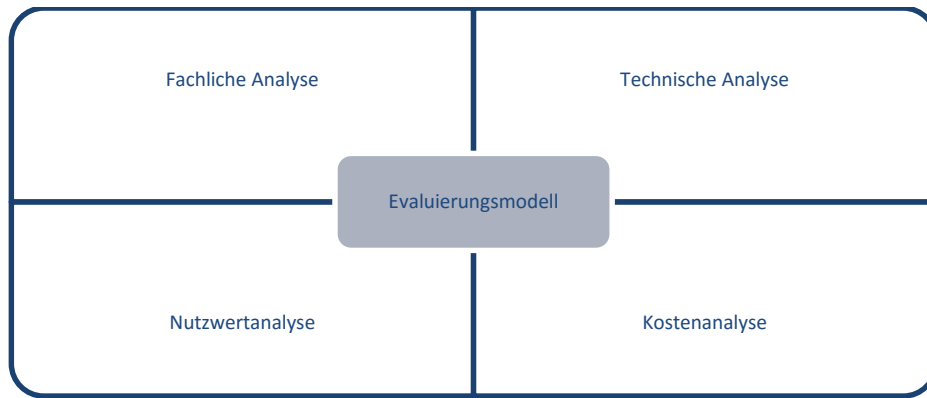 Fachliche Analyse
Technische Analyse
Evaluierungsmodell
Nutzwertanalyse
Kostenanalyse